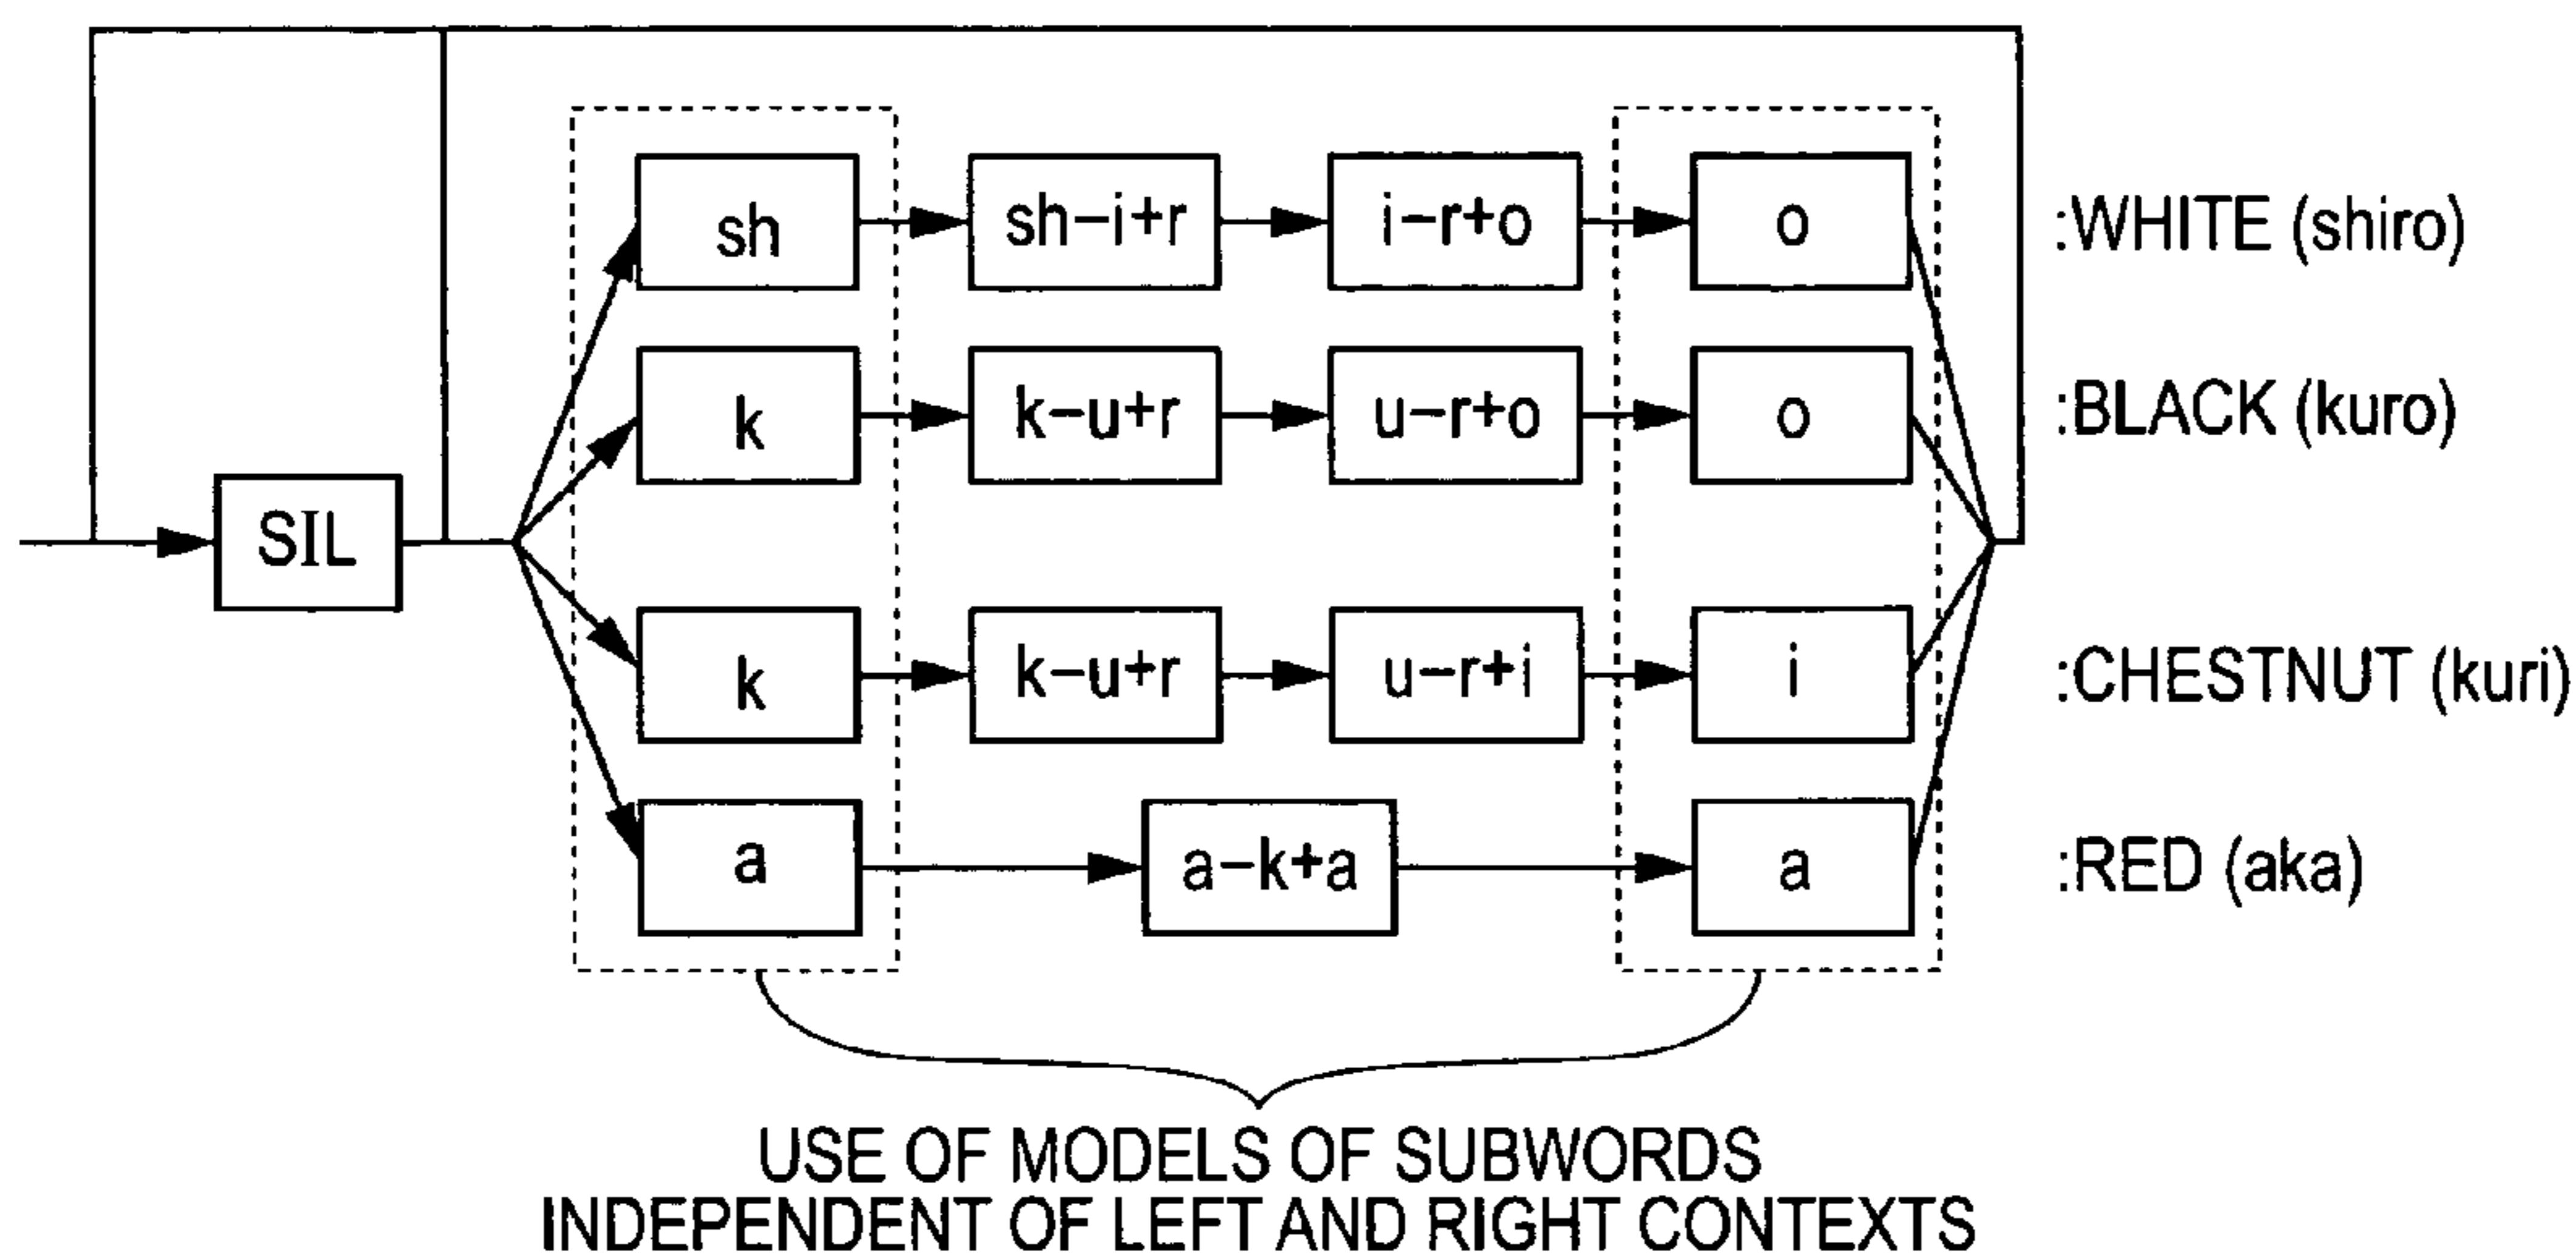 sh sh−i+r i−r+o o :WHITE (shiro)
k k−u+r u−r+o o :BLACK (kuro)
SIL
k k−u+r u−r+i i :CHESTNUT (kuri)
a a−k+a a :RED (aka)
USE OF MODELS OF SUBWORDS
INDEPENDENT OF LEFT AND RIGHT CONTEXTS